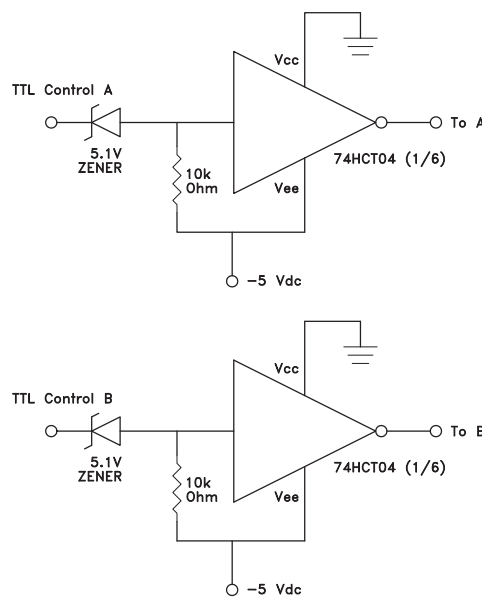 Vcc
TTL Control A
To A
5.1V
ZENER
74HCT04 (1/6)
10k
Ohm
Vee
-5 Vdc
Vcc
TTL Control B
To B
5.1V
ZENER
74HCT04 (1/6)
10k
Ohm
Vee
-5 Vdc